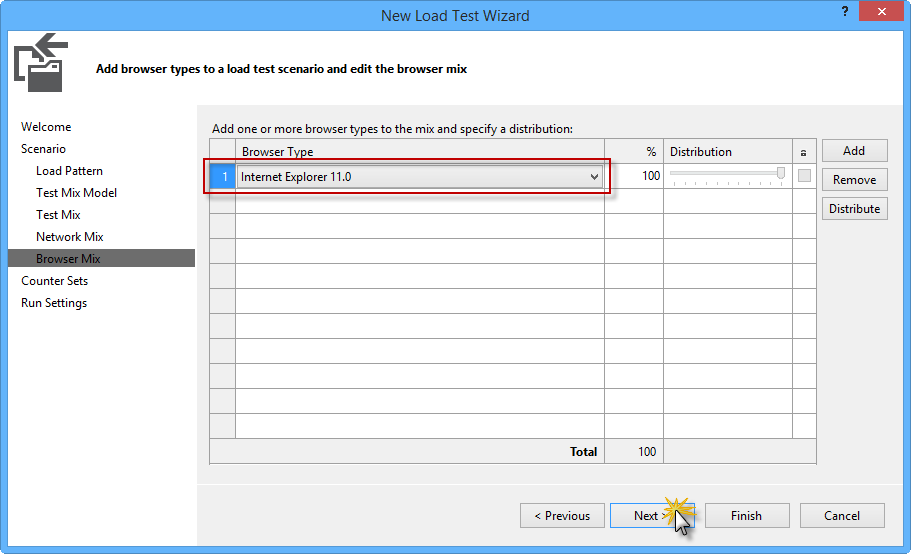 New Load Test Wizard
?
Add browser types to a load test scenario and edit the browser mix
Welcome
Scenario
Load Pattern
Test Mix Model
Test Mix
Network Mix
Browser Mix
Counter Sets
Run Settings
Add one or more browser types to the mix and specify a distribution:
Browser Type % Distribution
1 Internet Explorer 11.0 100
Total 100
Add
Remove
Distribute
< Previous Next > Finish Cancel